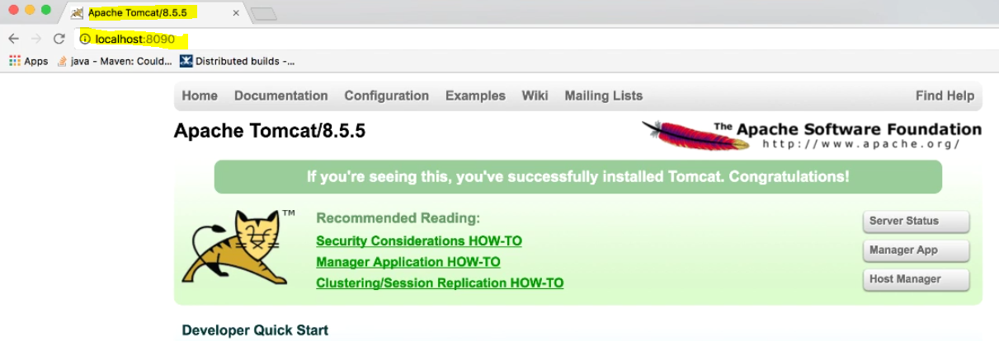 Apache Tomcat/8.5.5
localhost:8090
Apps java - Maven: Could... Distributed builds -...
Home Documentation Configuration Examples Wiki Mailing Lists Find Help
Apache Tomcat/8.5.5
The Apache Software Foundation
http://www.apache.org/
If you're seeing this, you've successfully installed Tomcat. Congratulations!
TM
Recommended Reading:
Security Considerations HOW-TO
Manager Application HOW-TO
Clustering/Session Replication HOW-TO
Server Status
Manager App
Host Manager
Developer Quick Start